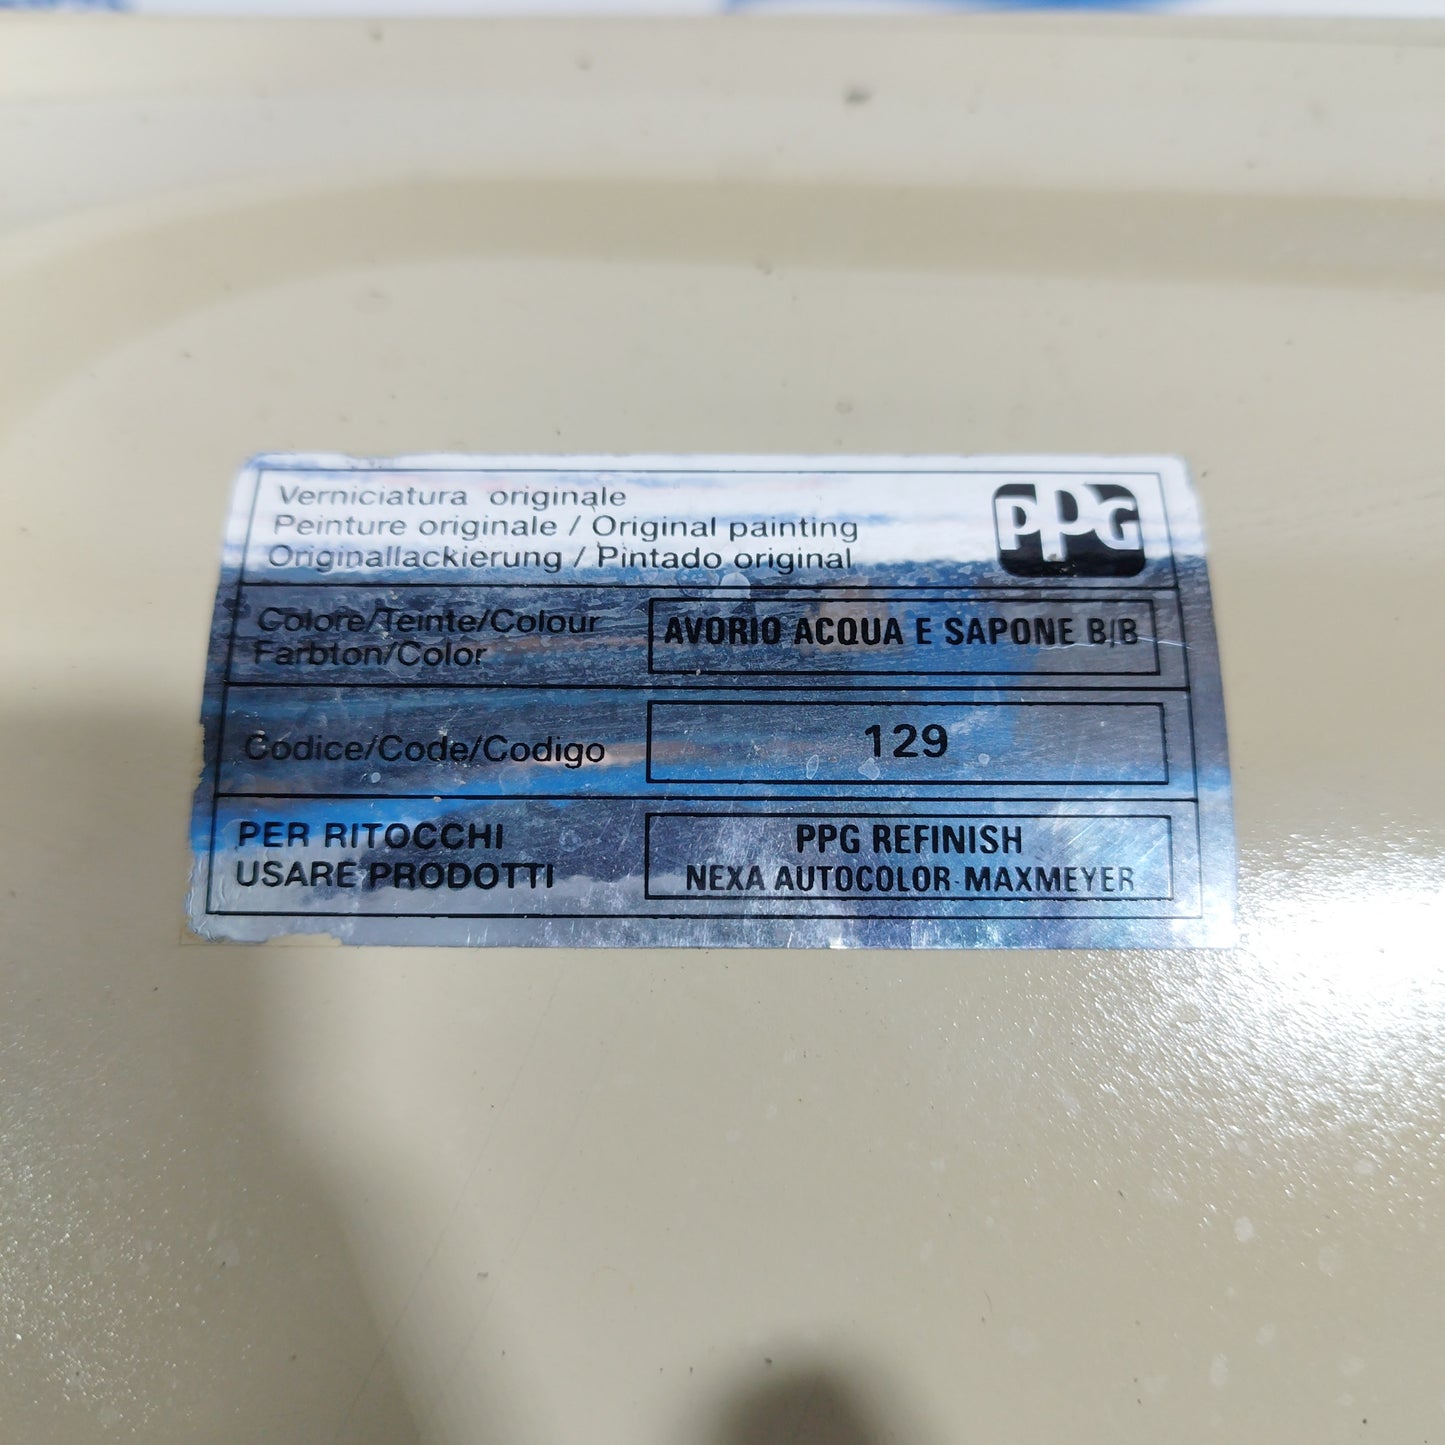 Verniciatura originale
Peinture originale / Original painting
Originallackierung / Pintado original
PPG
Colore/Teinte/Colour
Farbton/Color
AVORIO ACQUA E SAPONE B/B
Codice/Code/Codigo
129
PER RITOCCHI
USARE PRODOTTI
PPG REFINISH
NEXA AUTOCOLOR-MAXMEYER